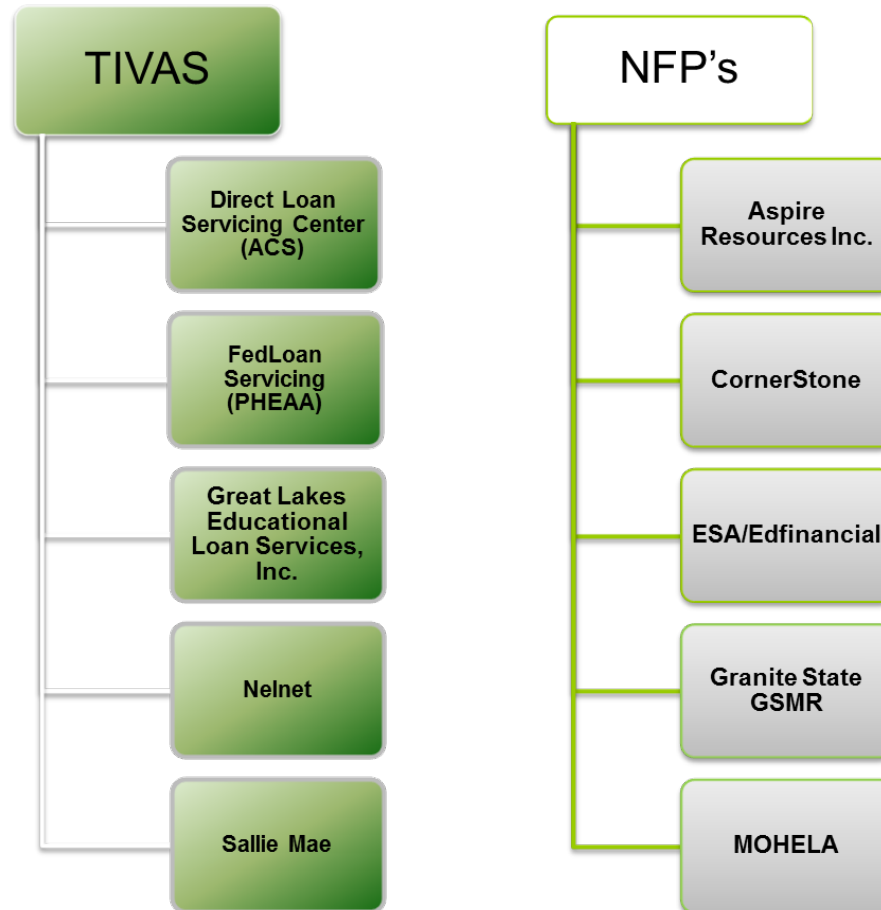 TIVAS
Direct Loan
Servicing Center
(ACS)
FedLoan
Servicing
(PHEAA)
Great Lakes
Educational
Loan Services,
Inc.
Nelnet
Sallie Mae
NFP's
Aspire
Resources Inc.
CornerStone
ESA/Edfinancial
Granite State
GSMR
MOHELA